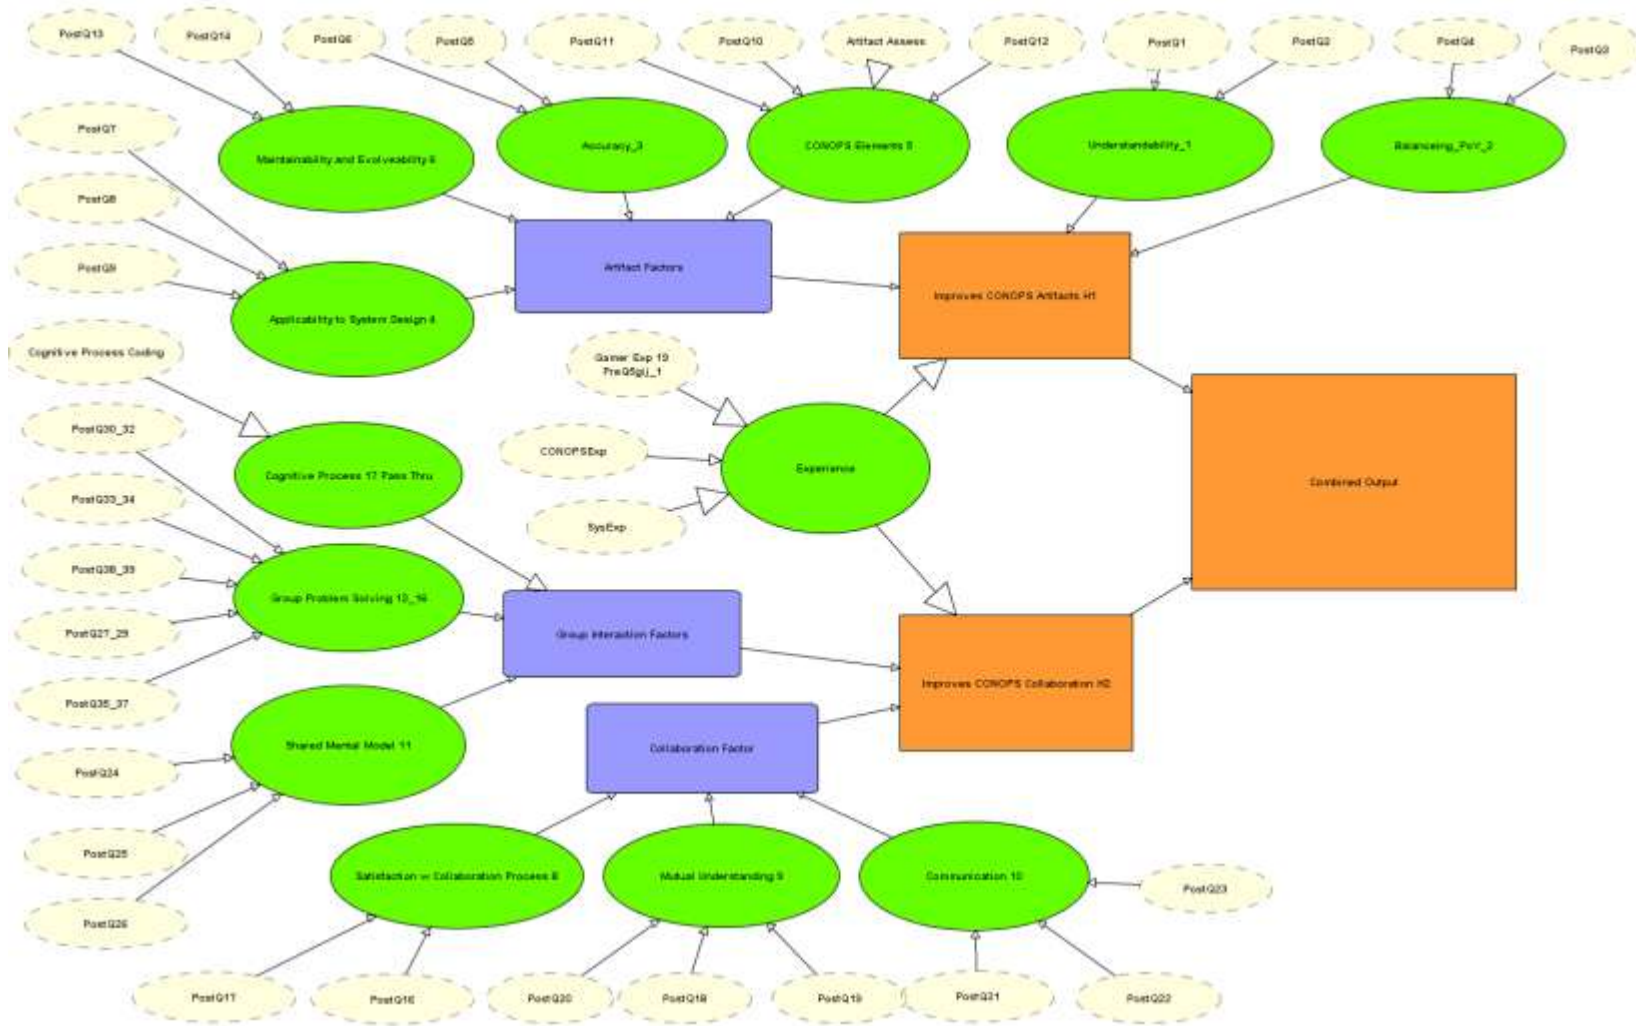 PostQ13
PostQ14
PostQ6
PostQ5
PostQ11
PostQ10
Artifact Assess
PostQ12
PostQ1
PostQ2
PostQ4
PostQ3
PostQ7
Maintainability and Evolveability 6
Accuracy_3
CONOPS Elements 5
Understandability_1
Balanceing_PoV_2
PostQ8
PostQ9
Artifact Factors
Improves CONOPS Artifacts H1
Applicability to System Design 4
Cognitive Process Coding
Gamer Exp 19
PreQ5gij_1
PostQ30_32
CONOPSExp
Experience
Cognitive Process 17 Pass Thru
Combined Output
PostQ33_34
SysExp
PostQ38_39
Group Problem Solving 12_16
PostQ27_29
Group Interaction Factors
Improves CONOPS Collaboration H2
PostQ35_37
Shared Mental Model 11
Collaboration Factor
PostQ24
PostQ25
Satisfaction w Collaboration Process 8
Mutual Understanding 9
Communication 10
PostQ23
PostQ26
PostQ17
PostQ16
PostQ20
PostQ18
PostQ19
PostQ21
PostQ22